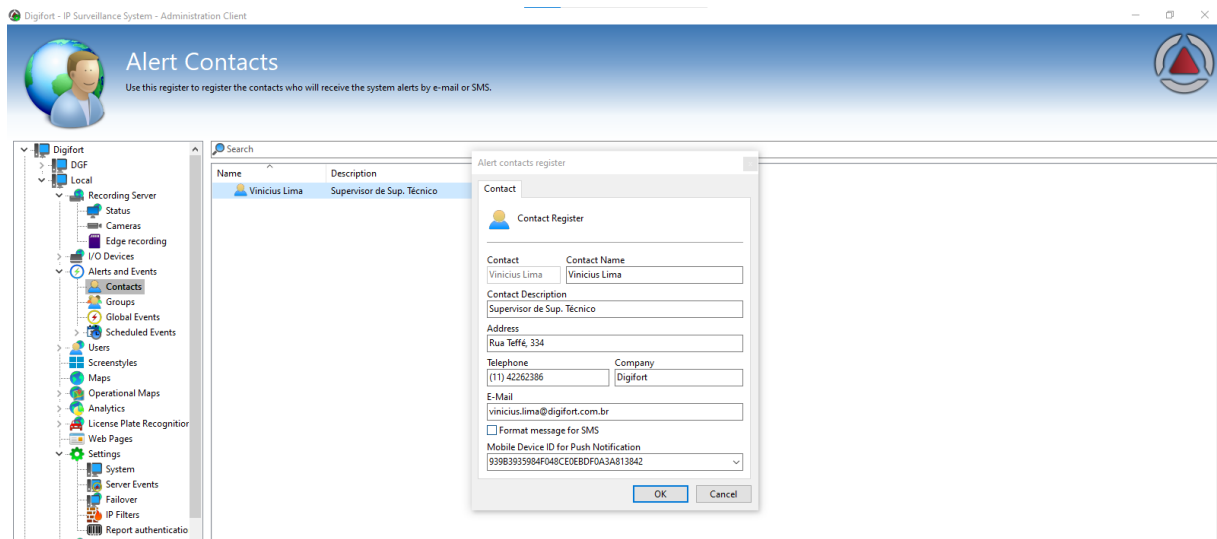 Digifort - IP Surveillance System - Administration Client
Alert Contacts
Use this register to register the contacts who will receive the system alerts by e-mail or SMS.
Digifort
DGF
Local
Recording Server
Status
Cameras
Edge recording
I/O Devices
Alerts and Events
Contacts
Groups
Global Events
Scheduled Events
Users
Screenstyles
Maps
Operational Maps
Analytics
License Plate Recognitior
Web Pages
Settings
System
Server Events
Failover
IP Filters
Report authenticatio
Search
Name Description
Vinicius Lima Supervisor de Sup. Técnico
Alert contacts register
Contact
Contact Register
Contact Contact Name
Vinicius Lima Vinicius Lima
Contact Description
Supervisor de Sup. Técnico
Address
Rua Teffé, 334
Telephone Company
(11) 42262386 Digifort
E-Mail
vinicius.lima@digifort.com.br
Format message for SMS
Mobile Device ID for Push Notification
939B3935984F048CE0EBDF0A3A813842
OK Cancel